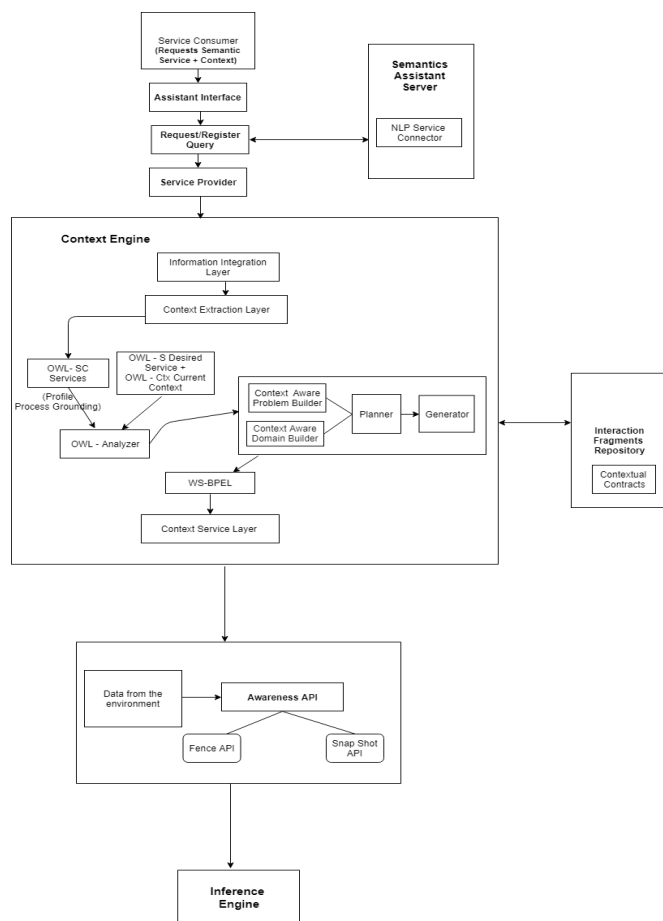 Service Consumer
(Requests Semantic
Service + Context)
Assistant Interface
Request/Register
Query
Service Provider
Semantics
Assistant
Server
NLP Service
Connector
Context Engine
Information Integration
Layer
Context Extraction Layer
OWL- SC
Services
(Profile
Process Grounding)
OWL - S Desired
Service +
OWL - Ctx Current
Context
OWL - Analyzer
Context Aware
Problem Builder
Context Aware
Domain Builder
Planner
Generator
WS-BPEL
Context Service Layer
Interaction
Fragments
Repository
Contextual
Contracts
Data from the
environment
Awareness API
Fence API
Snap Shot
API
Inference
Engine